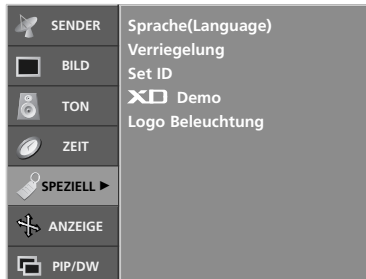 SENDER
BILD
TON
ZEIT
SPEZIELL ►
ANZEIGE
PIP/DW
Sprache(Language)
Verriegelung
Set ID
XD Demo
Logo Beleuchtung